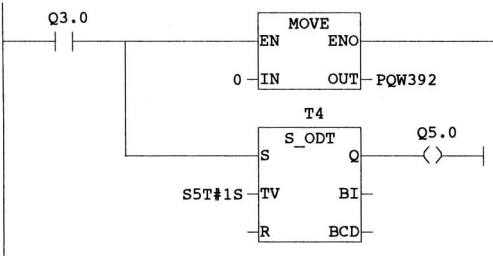 Q3.0
MOVE
EN ENO
0 IN OUT PQW392
T4
S_ODT
Q5.0
S Q
S5T#1S TV BI
R BCD